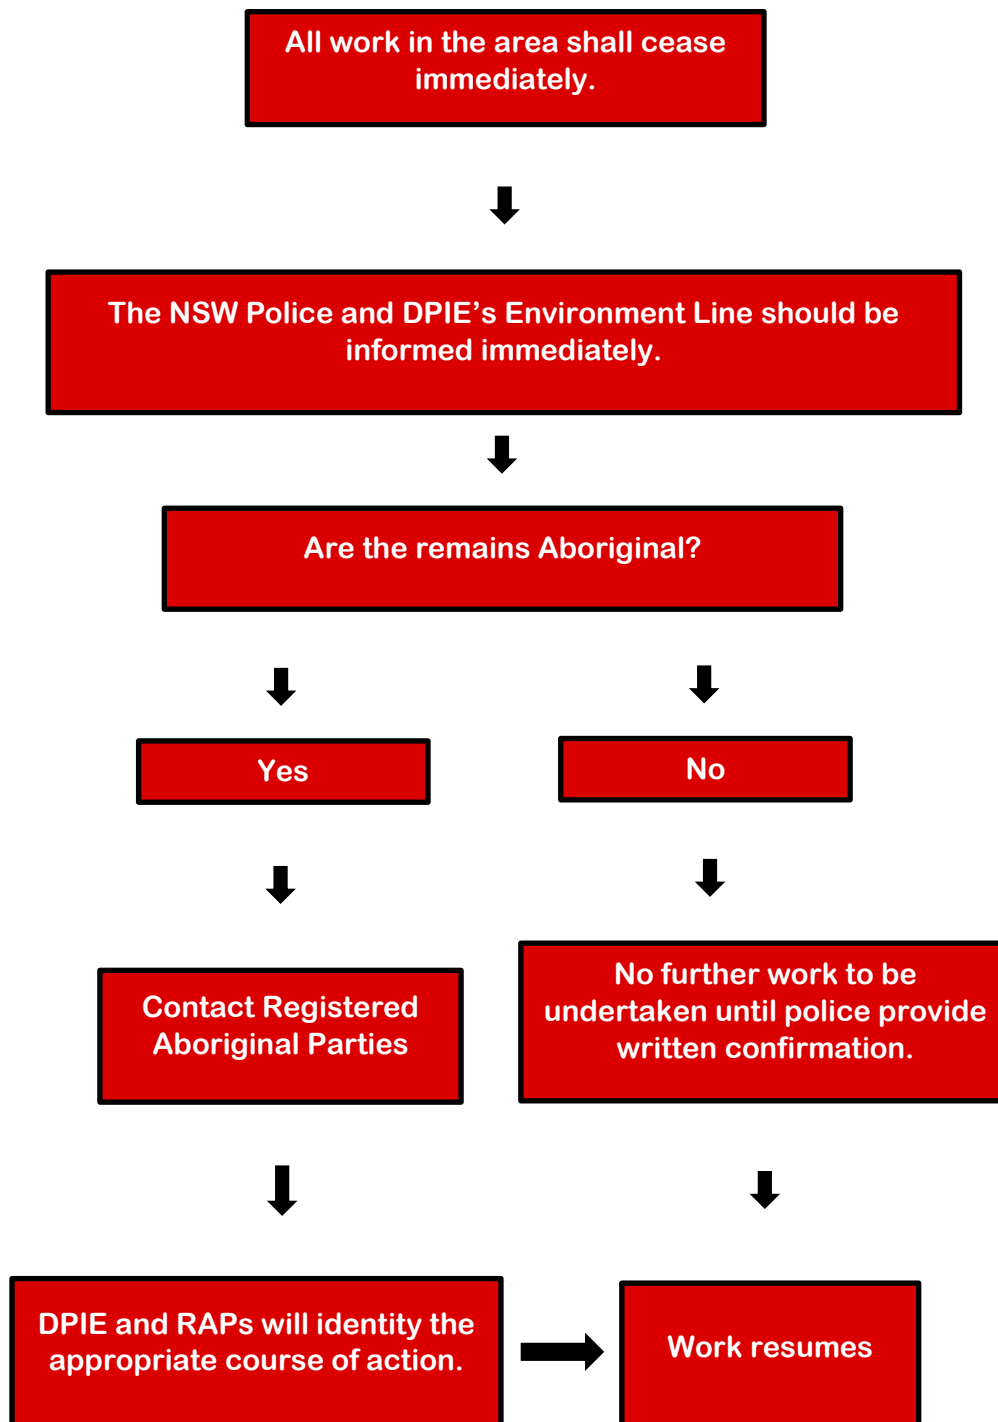 All work in the area shall cease
immediately.
The NSW Police and DPIE’s Environment Line should be
informed immediately.
Are the remains Aboriginal?
Yes
No
Contact Registered
Aboriginal Parties
No further work to be
undertaken until police provide
written confirmation.
DPIE and RAPs will identity the
appropriate course of action.
Work resumes